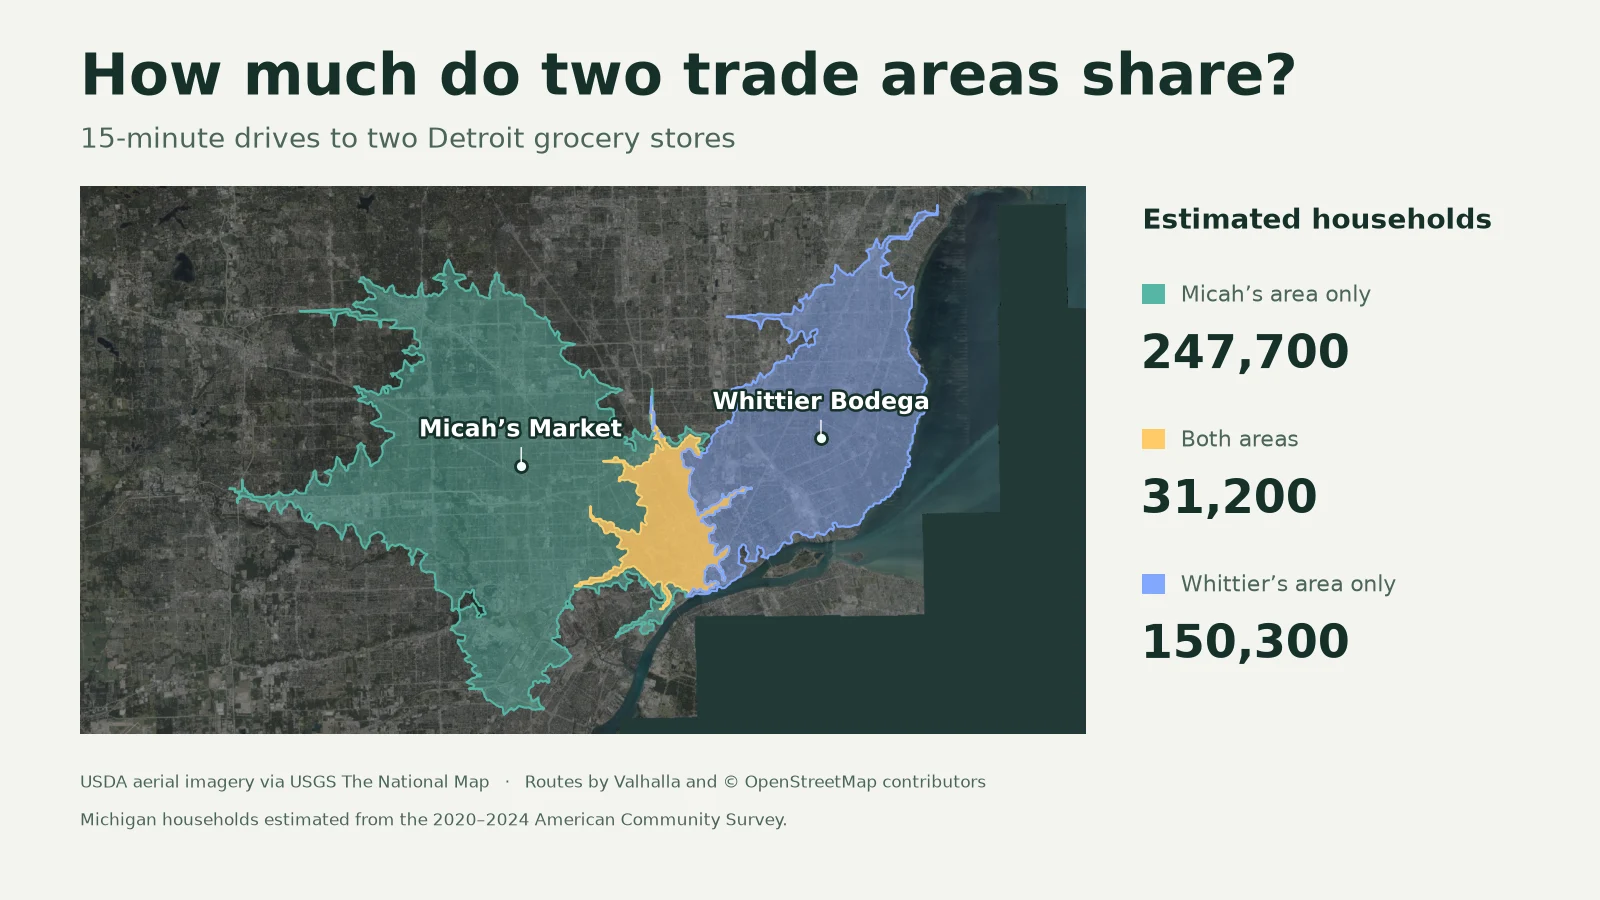 How much do two trade areas share?
15-minute drives to two Detroit grocery stores
Micah’s Market
Whittier Bodega
Estimated households
Micah’s area only
247,700
Both areas
31,200
Whittier’s area only
150,300
USDA aerial imagery via USGS The National Map · Routes by Valhalla and © OpenStreetMap contributors
Michigan households estimated from the 2020–2024 American Community Survey.